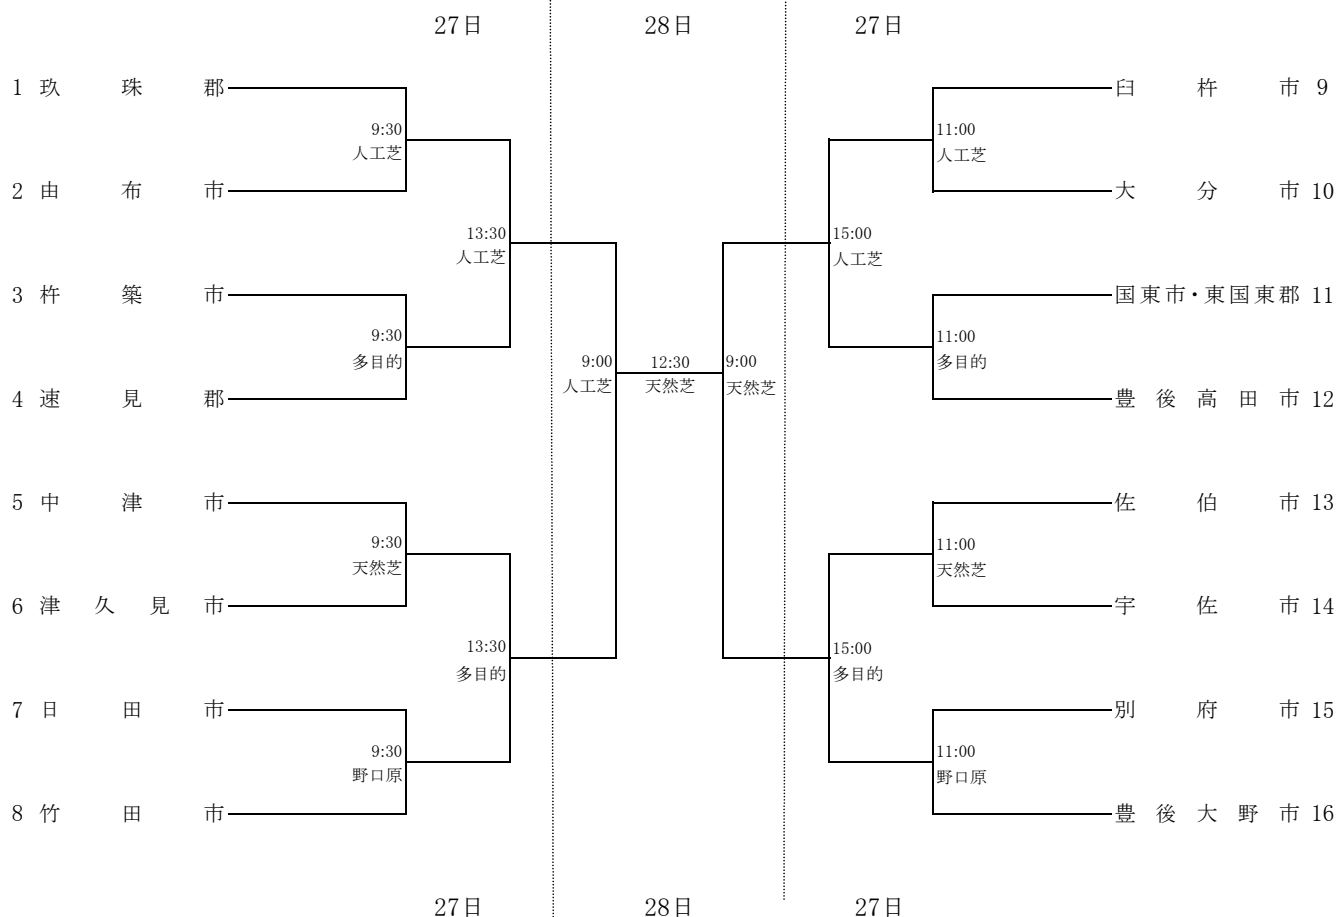 27日 28日 27日
1 玖珠郡 臼杵市 9
9:30 11:00
人工芝 人工芝
2 由布市 大分市 10
13:30 15:00
人工芝 人工芝
3 杵築市 国東市・東国東郡 11
9:30 11:00
多目的 多目的
9:00 12:30 9:00
人工芝 天然芝 天然芝
4 速見郡 豊後高田市 12
5 中津市 佐伯市 13
9:30 11:00
天然芝 天然芝
6 津久見市 宇佐市 14
13:30 15:00
多目的 多目的
7 日田市 別府市 15
9:30 11:00
野口原 野口原
8 竹田市 豊後大野市 16
27日 28日 27日